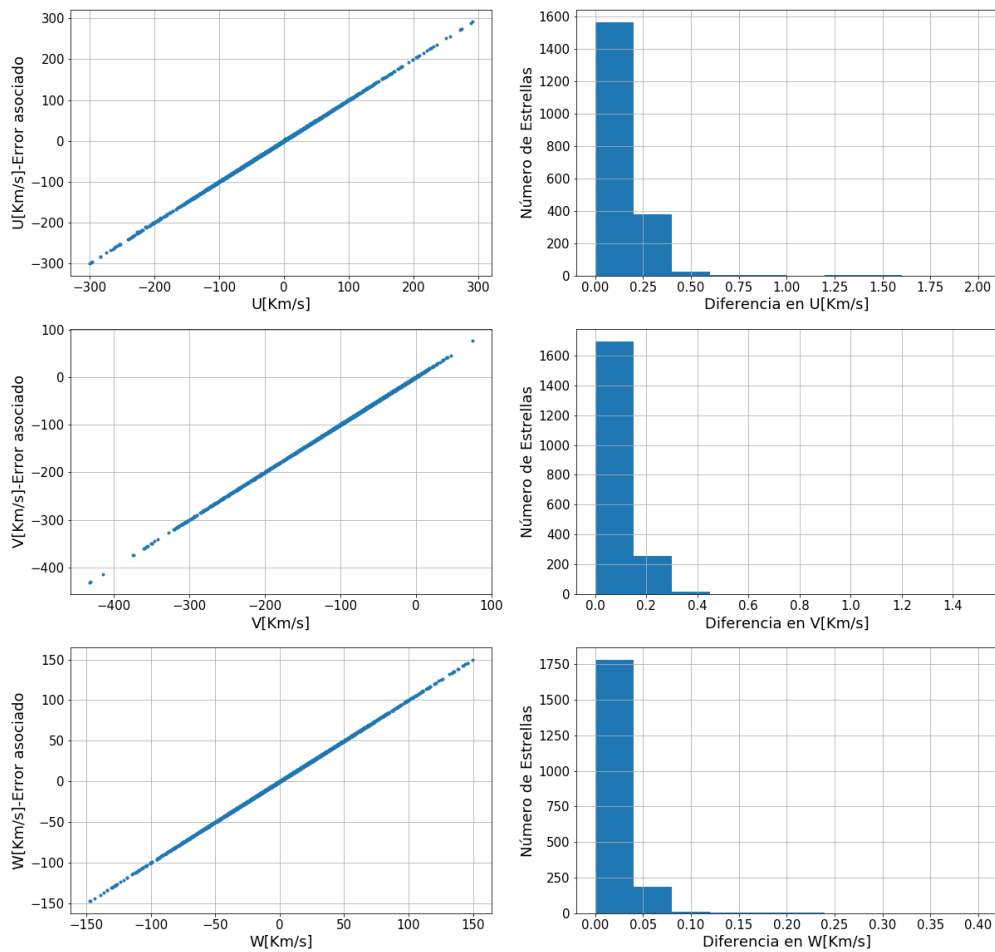 U[Km/s]-Error asociado
300
200
100
0
−100
−200
−300
−300 −200 −100 0 100 200 300
U[Km/s]
Número de Estrellas
1600
1400
1200
1000
800
600
400
200
0
0.00 0.25 0.50 0.75 1.00 1.25 1.50 1.75 2.00
Diferencia en U[Km/s]
V[Km/s]-Error asociado
100
0
−100
−200
−300
−400
−400 −300 −200 −100 0 100
V[Km/s]
Número de Estrellas
1600
1400
1200
1000
800
600
400
200
0
0.0 0.2 0.4 0.6 0.8 1.0 1.2 1.4
Diferencia en V[Km/s]
W[Km/s]-Error asociado
150
100
50
0
−50
−100
−150
−150 −100 −50 0 50 100 150
W[Km/s]
Número de Estrellas
1750
1500
1250
1000
750
500
250
0
0.00 0.05 0.10 0.15 0.20 0.25 0.30 0.35 0.40
Diferencia en W[Km/s]